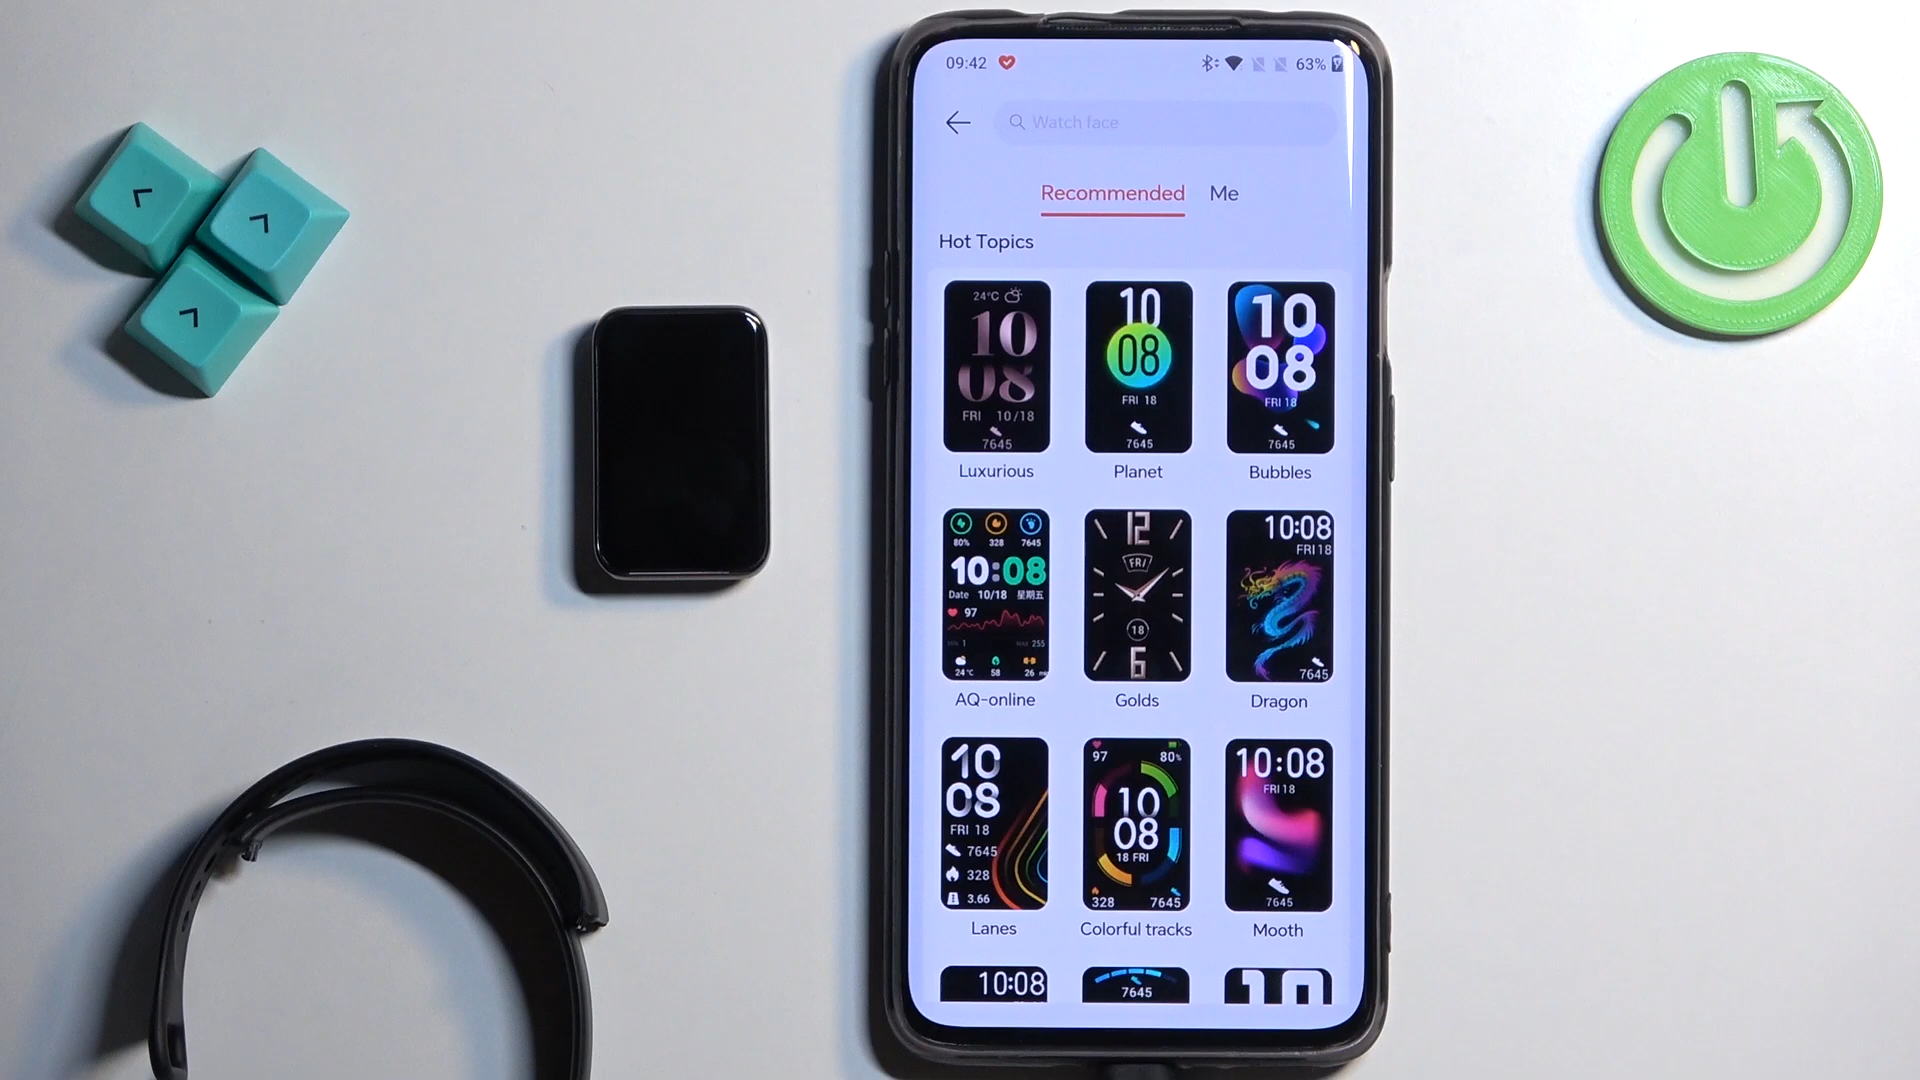 09:42
63%
Watch face
Recommended Me
Hot Topics
24°C
10
08
FRI 10/18
7645
Luxurious
10
08
FRI 18
7645
Planet
10
08
FRI 18
7645
Bubbles
80% 328 7645
10:08
Date 10/18 星期五
97
1 255
24°C 58 26
AQ-online
12
FRI
18
6
Golds
10:08
FRI 18
7645
Dragon
10
08
FRI 18
7645
328
3.66
Lanes
97 80%
10
08
18 FRI
328 7645
Colorful tracks
10:08
FRI 18
7645
Mooth
10:08
7645
10